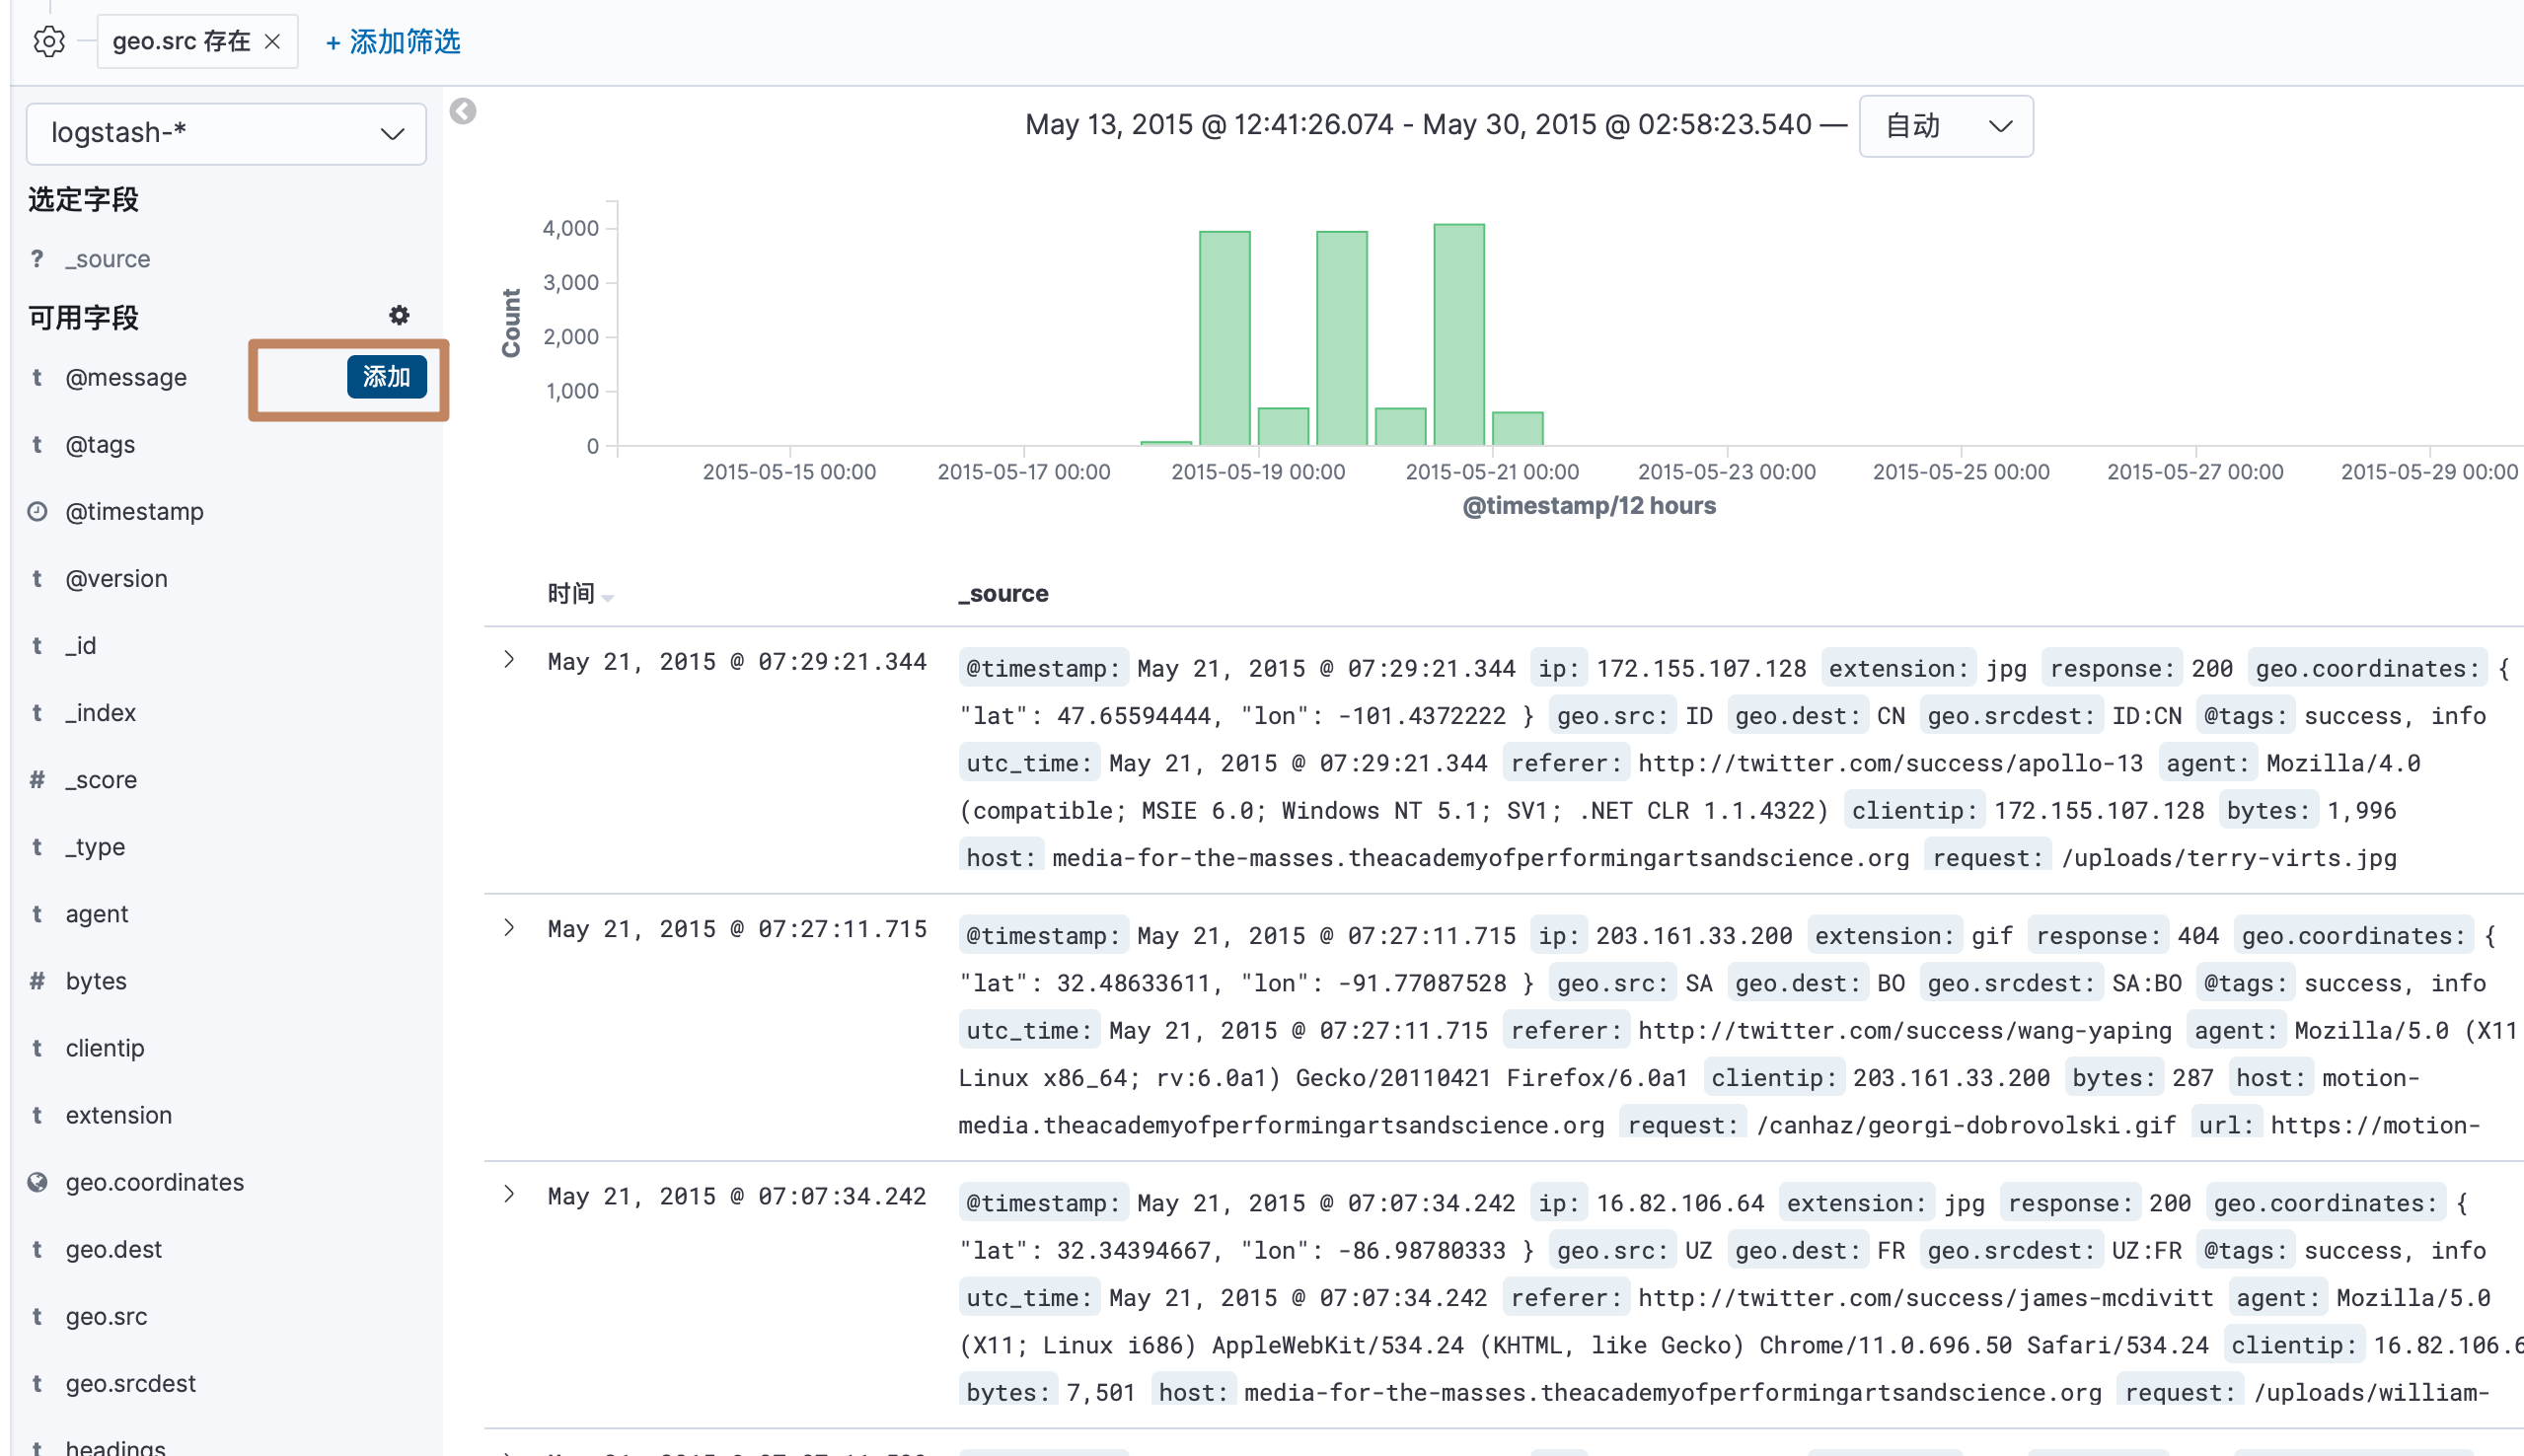 geo.src 存在 ×
+ 添加筛选
logstash-*
选定字段
? _source
可用字段
t @message 添加
t @tags
@timestamp
t @version
t _id
t _index
# _score
t _type
t agent
# bytes
t clientip
t extension
geo.coordinates
t geo.dest
t geo.src
t geo.srcdest
t headings
May 13, 2015 @ 12:41:26.074 - May 30, 2015 @ 02:58:23.540 — 自动
Count
4,000
3,000
2,000
1,000
0
2015-05-15 00:00 2015-05-17 00:00 2015-05-19 00:00 2015-05-21 00:00 2015-05-23 00:00 2015-05-25 00:00 2015-05-27 00:00 2015-05-29 00:00
@timestamp/12 hours
时间 _source
May 21, 2015 @ 07:29:21.344 @timestamp: May 21, 2015 @ 07:29:21.344 ip: 172.155.107.128 extension: jpg response: 200 geo.coordinates: {
"lat": 47.65594444, "lon": -101.4372222 } geo.src: ID geo.dest: CN geo.srcdest: ID:CN @tags: success, info
utc_time: May 21, 2015 @ 07:29:21.344 referer: http://twitter.com/success/apollo-13 agent: Mozilla/4.0
(compatible; MSIE 6.0; Windows NT 5.1; SV1; .NET CLR 1.1.4322) clientip: 172.155.107.128 bytes: 1,996
host: media-for-the-masses.theacademyofperformingartsandscience.org request: /uploads/terry-virts.jpg
May 21, 2015 @ 07:27:11.715 @timestamp: May 21, 2015 @ 07:27:11.715 ip: 203.161.33.200 extension: gif response: 404 geo.coordinates: {
"lat": 32.48633611, "lon": -91.77087528 } geo.src: SA geo.dest: BO geo.srcdest: SA:BO @tags: success, info
utc_time: May 21, 2015 @ 07:27:11.715 referer: http://twitter.com/success/wang-yaping agent: Mozilla/5.0 (X11
Linux x86_64; rv:6.0a1) Gecko/20110421 Firefox/6.0a1 clientip: 203.161.33.200 bytes: 287 host: motion-
media.theacademyofperformingartsandscience.org request: /canhaz/georgi-dobrovolski.gif url: https://motion-
May 21, 2015 @ 07:07:34.242 @timestamp: May 21, 2015 @ 07:07:34.242 ip: 16.82.106.64 extension: jpg response: 200 geo.coordinates: {
"lat": 32.34394667, "lon": -86.98780333 } geo.src: UZ geo.dest: FR geo.srcdest: UZ:FR @tags: success, info
utc_time: May 21, 2015 @ 07:07:34.242 referer: http://twitter.com/success/james-mcdivitt agent: Mozilla/5.0
(X11; Linux i686) AppleWebKit/534.24 (KHTML, like Gecko) Chrome/11.0.696.50 Safari/534.24 clientip: 16.82.106.6
bytes: 7,501 host: media-for-the-masses.theacademyofperformingartsandscience.org request: /uploads/william-